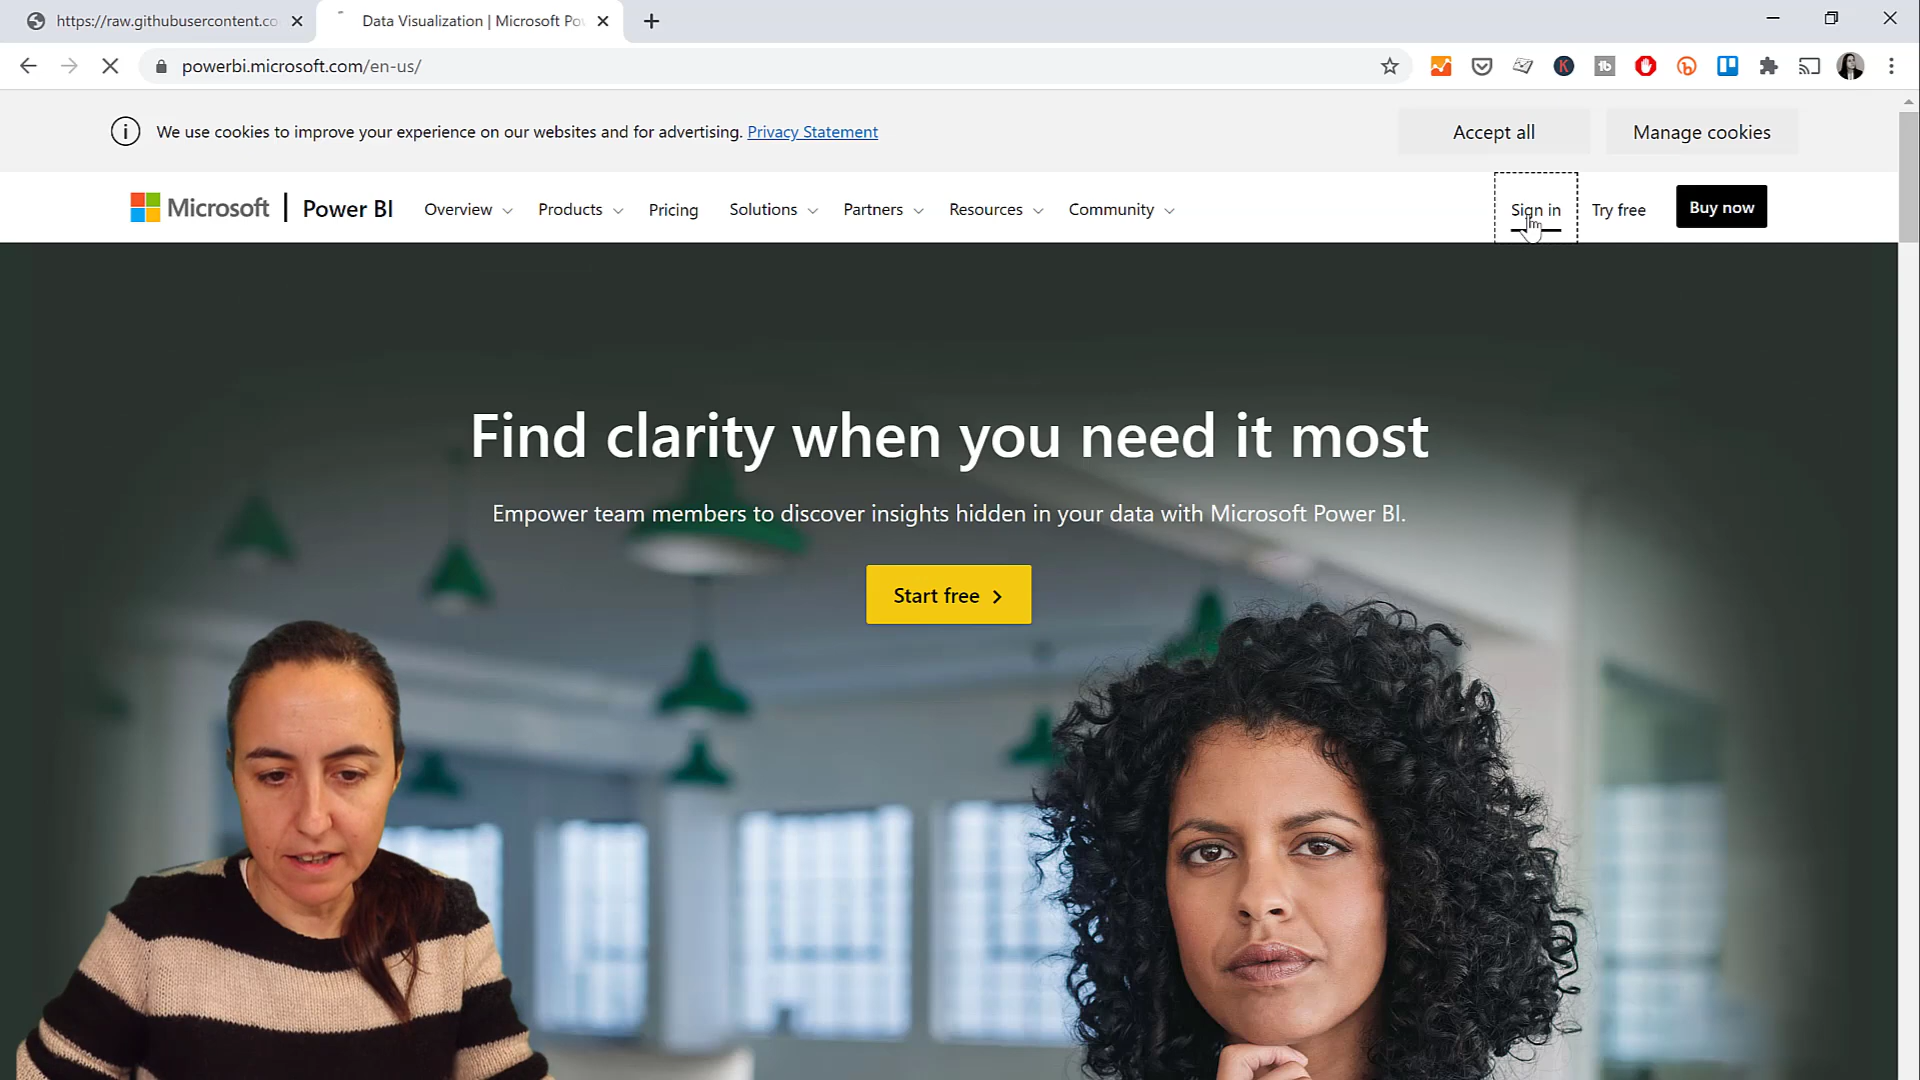 https://raw.githubusercontent.co
Data Visualization | Microsoft Po
powerbi.microsoft.com/en-us/
We use cookies to improve your experience on our websites and for advertising. Privacy Statement
Accept all
Manage cookies
Microsoft | Power BI
Overview
Products
Pricing
Solutions
Partners
Resources
Community
Sign in
Try free
Buy now
Find clarity when you need it most
Empower team members to discover insights hidden in your data with Microsoft Power BI.
Start free